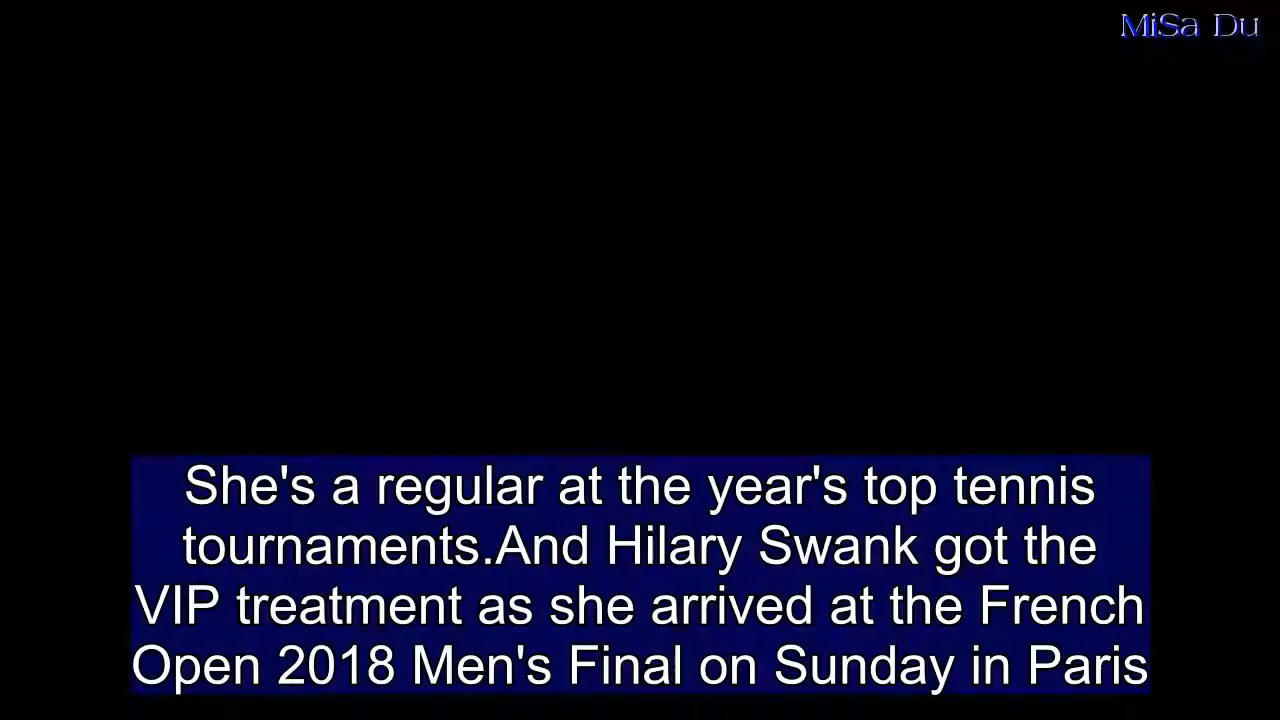 MiSa Du
She's a regular at the year's top tennis
tournaments.And Hilary Swank got the
VIP treatment as she arrived at the French
Open 2018 Men's Final on Sunday in Paris